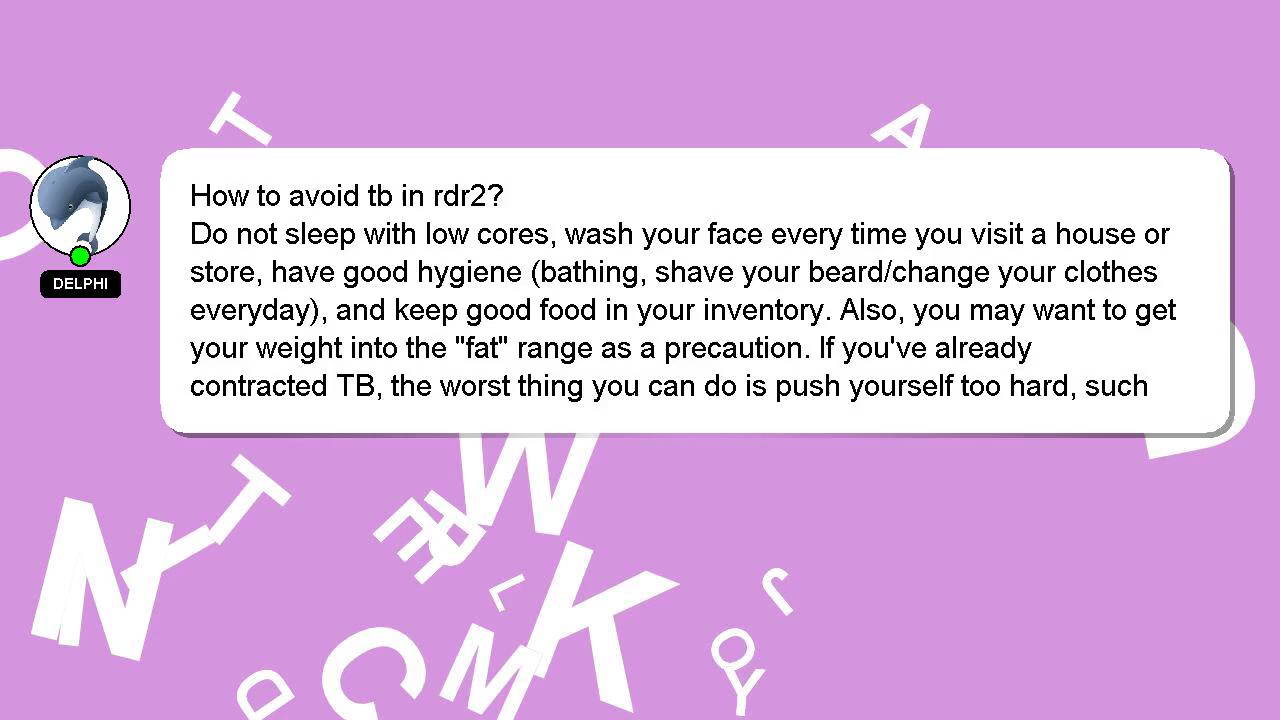 How to avoid tb in rdr2?
Do not sleep with low cores, wash your face every time you visit a house or
store, have good hygiene (bathing, shave your beard/change your clothes
everyday), and keep good food in your inventory. Also, you may want to get
your weight into the "fat" range as a precaution. If you've already
contracted TB, the worst thing you can do is push yourself too hard, such
DELPHI
T
A
W
N
T
K
L
J
C
M
D
Q
Y